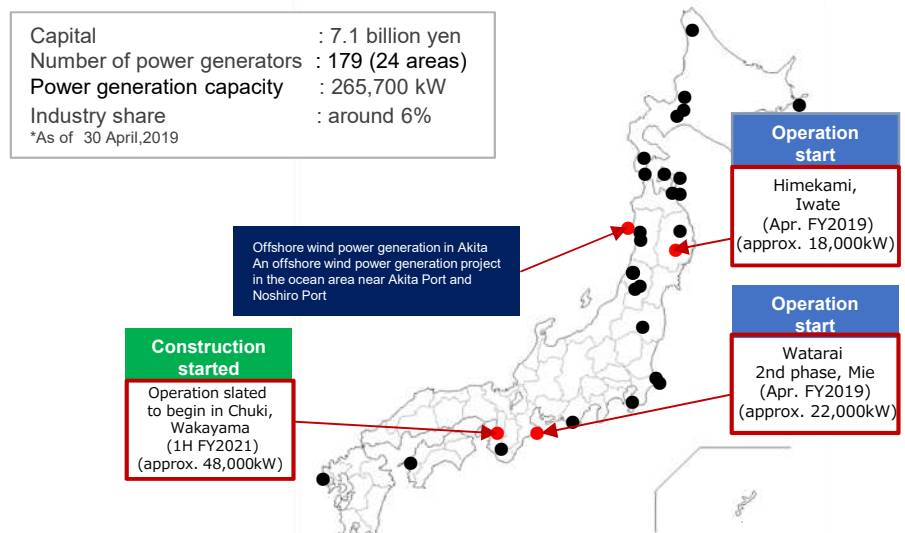 Capital : 7.1 billion yen
Number of power generators : 179 (24 areas)
Power generation capacity : 265,700 kW
Industry share : around 6%
*As of 30 April,2019
Operation
start
Himekami,
Iwate
(Apr. FY2019)
(approx. 18,000kW)
Offshore wind power generation in Akita
An offshore wind power generation project
in the ocean area near Akita Port and
Noshiro Port
Operation
start
Watarai
2nd phase, Mie
(Apr. FY2019)
(approx. 22,000kW)
Construction
started
Operation slated
to begin in Chuki,
Wakayama
(1H FY2021)
(approx. 48,000kW)